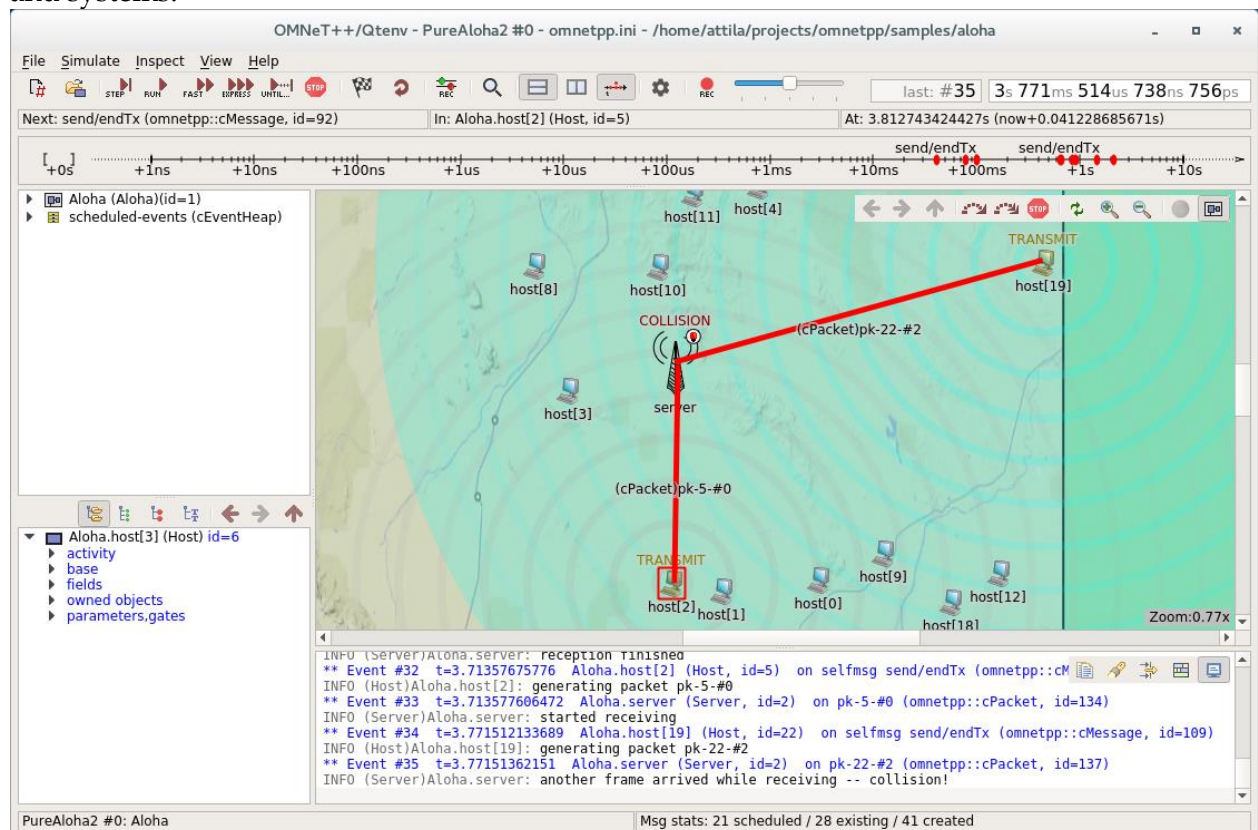 and systems.
OMNeT++/Qtenv - PureAloha2 #0 - omnetpp.ini - /home/attila/projects/omnetpp/samples/aloha
File Simulate Inspect View Help
STEP RUN FAST EXPRESS UNTIL... STOP REC REC last: #35 3s 771ms 514us 738ns 756ps
Next: send/endTx (omnetpp::cMessage, id=92) In: Aloha.host[2] (Host, id=5) At: 3.812743424427s (now+0.041228685671s)
send/endTx send/endTx
+0s +1ns +10ns +100ns +1us +10us +100us +1ms +10ms +100ms +1s +10s
Aloha (Aloha)(id=1)
scheduled-events (cEventHeap)
STOP
host[11] host[4]
TRANSMIT
host[8] host[10] host[19]
COLLISION
(cPacket)pk-22-#2
host[3] server
(cPacket)pk-5-#0
Aloha.host[3] (Host) id=6
activity
base
fields
owned objects
parameters,gates
TRANSMIT
host[9]
host[2] host[1] host[0] host[12]
host[18]
Zoom:0.77x
INFO (Server)Aloha.server: reception finished
** Event #32 t=3.71357675776 Aloha.host[2] (Host, id=5) on selfmsg send/endTx (omnetpp::cM
INFO (Host)Aloha.host[2]: generating packet pk-5-#0
** Event #33 t=3.713577606472 Aloha.server (Server, id=2) on pk-5-#0 (omnetpp::cPacket, id=134)
INFO (Server)Aloha.server: started receiving
** Event #34 t=3.771512133689 Aloha.host[19] (Host, id=22) on selfmsg send/endTx (omnetpp::cMessage, id=109)
INFO (Host)Aloha.host[19]: generating packet pk-22-#2
** Event #35 t=3.77151362151 Aloha.server (Server, id=2) on pk-22-#2 (omnetpp::cPacket, id=137)
INFO (Server)Aloha.server: another frame arrived while receiving -- collision!
PureAloha2 #0: Aloha Msg stats: 21 scheduled / 28 existing / 41 created